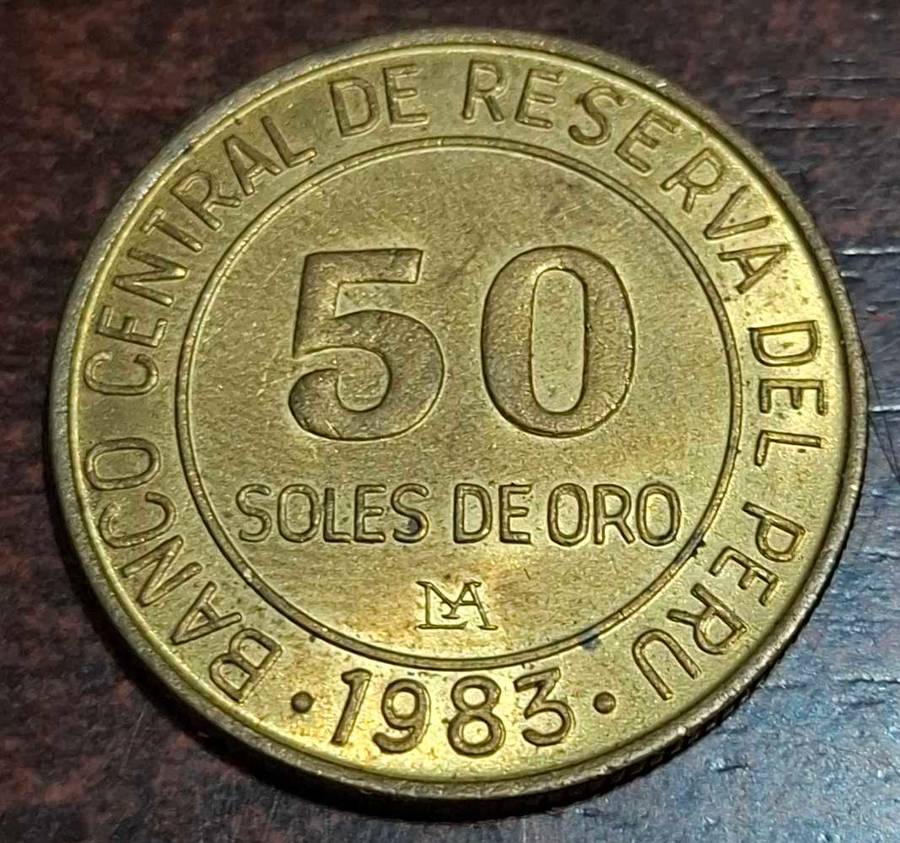 BANCO CENTRAL DE RESERVA DEL PERU
50
SOLES DE ORO
LMA
· 1983 ·